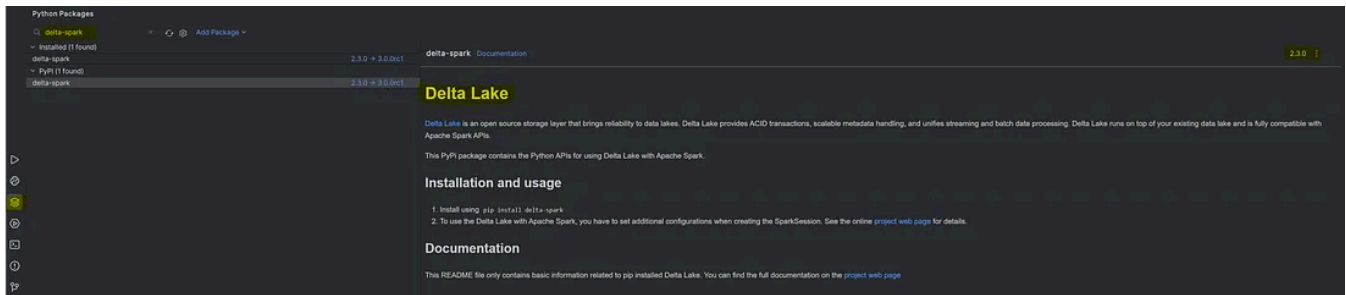 Python Packages
delta-spark
Add Package
Installed (1 found)
delta-spark 2.3.0 → 3.0.0rc1
PyPI (1 found)
delta-spark 2.3.0 → 3.0.0rc1
delta-spark Documentation 2.3.0
Delta Lake
Delta Lake is an open source storage layer that brings reliability to data lakes. Delta Lake provides ACID transactions, scalable metadata handling, and unifies streaming and batch data processing. Delta Lake runs on top of your existing data lake and is fully compatible with
Apache Spark APIs.
This PyPi package contains the Python APIs for using Delta Lake with Apache Spark.
Installation and usage
1. Install using pip install delta-spark
2. To use the Delta Lake with Apache Spark, you have to set additional configurations when creating the SparkSession. See the online project web page for details.
Documentation
This README file only contains basic information related to pip installed Delta Lake. You can find the full documentation on the project web page